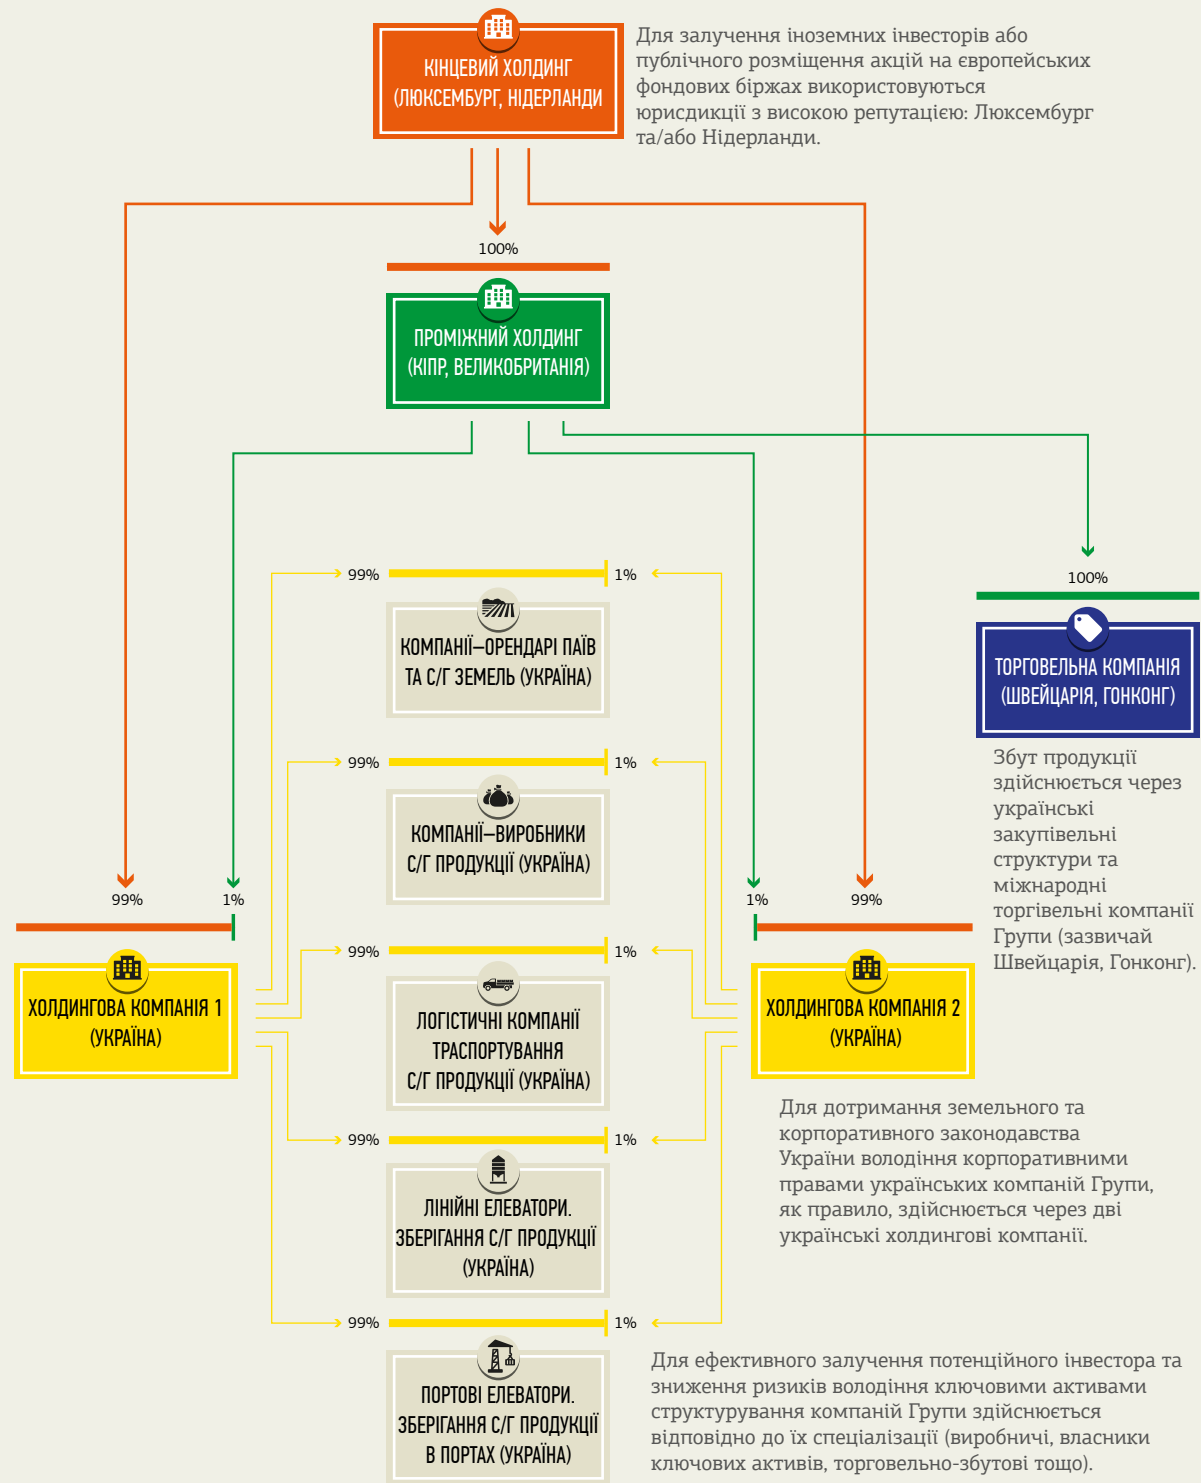 КІНЦЕВИЙ ХОЛДИНГ
(ЛЮКСЕМБУРГ, НІДЕРЛАНДИ
Для залучення іноземних інвесторів або
публічного розміщення акцій на європейських
фондових біржах використовуються
юрисдикції з високою репутацією: Люксембург
та/або Нідерланди.
100%
ПРОМІЖНИЙ ХОЛДИНГ
(КІПР, ВЕЛИКОБРИТАНІЯ)
99%
1%
КОМПАНІЇ–ОРЕНДАРІ ПАЇВ
ТА С/Г ЗЕМЕЛЬ (УКРАЇНА)
100%
ТОРГОВЕЛЬНА КОМПАНІЯ
(ШВЕЙЦАРІЯ, ГОНКОНГ)
Збут продукції
здійснюється через
українські
закупівельні
структури та
міжнародні
торгівельні компанії
Групи (зазвичай
Швейцарія, Гонконг).
99%
1%
КОМПАНІЇ–ВИРОБНИКИ
С/Г ПРОДУКЦІЇ (УКРАЇНА)
99%
1%
ХОЛДИНГОВА КОМПАНІЯ 1
(УКРАЇНА)
99%
1%
ЛОГІСТИЧНІ КОМПАНІЇ
ТРАСПОРТУВАННЯ
С/Г ПРОДУКЦІЇ (УКРАЇНА)
1%
99%
ХОЛДИНГОВА КОМПАНІЯ 2
(УКРАЇНА)
Для дотримання земельного та
корпоративного законодавства
України володіння корпоративними
правами українських компаній Групи,
як правило, здійснюється через дві
українські холдингові компанії.
99%
1%
ЛІНІЙНІ ЕЛЕВАТОРИ.
ЗБЕРІГАННЯ С/Г ПРОДУКЦІЇ
(УКРАЇНА)
99%
1%
ПОРТОВІ ЕЛЕВАТОРИ.
ЗБЕРІГАННЯ С/Г ПРОДУКЦІЇ
В ПОРТАХ (УКРАЇНА)
Для ефективного залучення потенційного інвестора та
зниження ризиків володіння ключовими активами
структурування компаній Групи здійснюється
відповідно до їх спеціалізації (виробничі, власники
ключових активів, торговельно-збутові тощо).